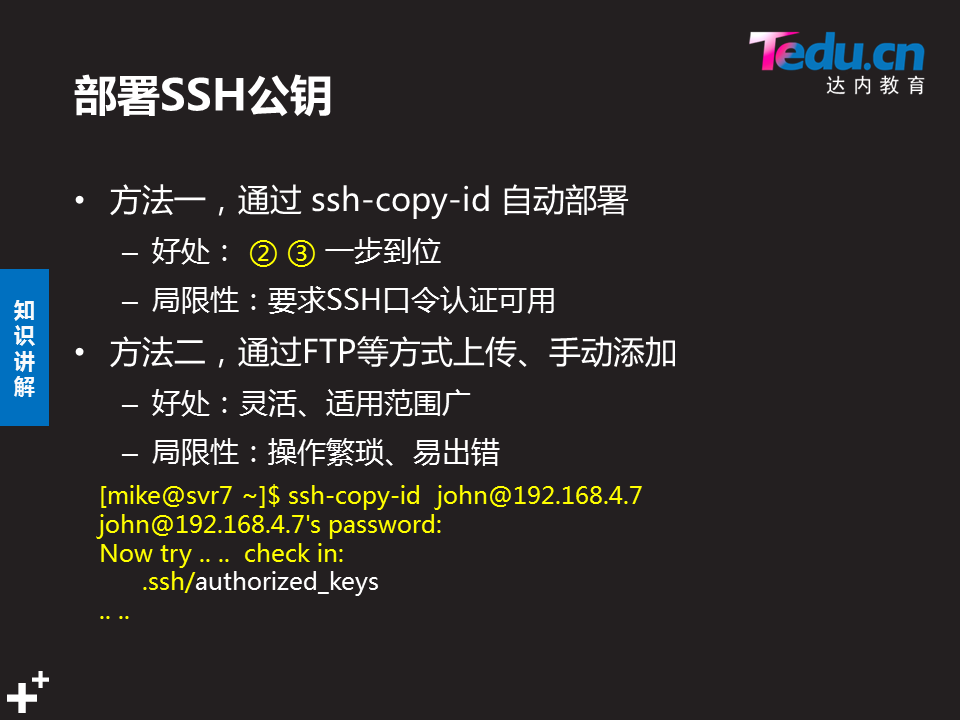 Tedu.cn
达内教育
部署SSH公钥
• 方法一，通过 ssh-copy-id 自动部署
– 好处： ② ③ 一步到位
– 局限性：要求SSH口令认证可用
• 方法二，通过FTP等方式上传、手动添加
– 好处：灵活、适用范围广
– 局限性：操作繁琐、易出错
知识讲解
[mike@svr7 ~]$ ssh-copy-id  john@192.168.4.7
john@192.168.4.7's password:
Now try .. ..  check in:
.ssh/authorized_keys
.. ..